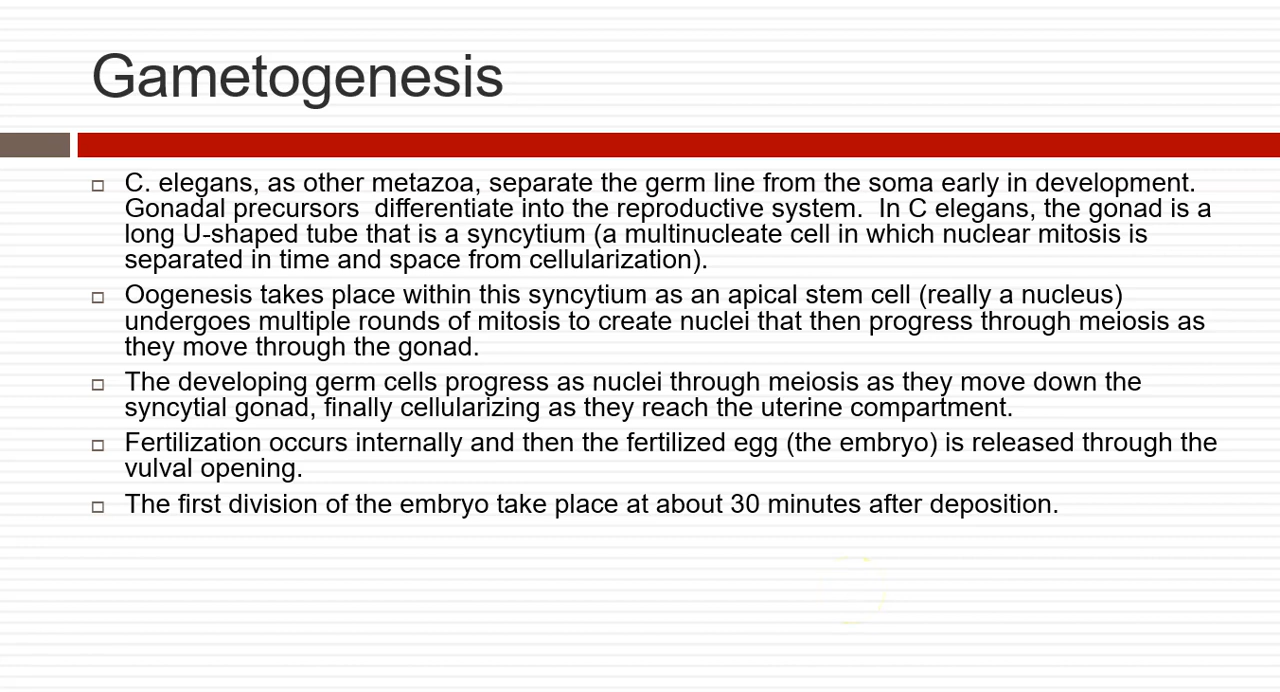 Gametogenesis
C. elegans, as other metazoa, separate the germ line from the soma early in development.
Gonadal precursors  differentiate into the reproductive system.  In C elegans, the gonad is a
long U-shaped tube that is a syncytium (a multinucleate cell in which nuclear mitosis is
separated in time and space from cellularization).
Oogenesis takes place within this syncytium as an apical stem cell (really a nucleus)
undergoes multiple rounds of mitosis to create nuclei that then progress through meiosis as
they move through the gonad.
The developing germ cells progress as nuclei through meiosis as they move down the
syncytial gonad, finally cellularizing as they reach the uterine compartment.
Fertilization occurs internally and then the fertilized egg (the embryo) is released through the
vulval opening.
The first division of the embryo take place at about 30 minutes after deposition.